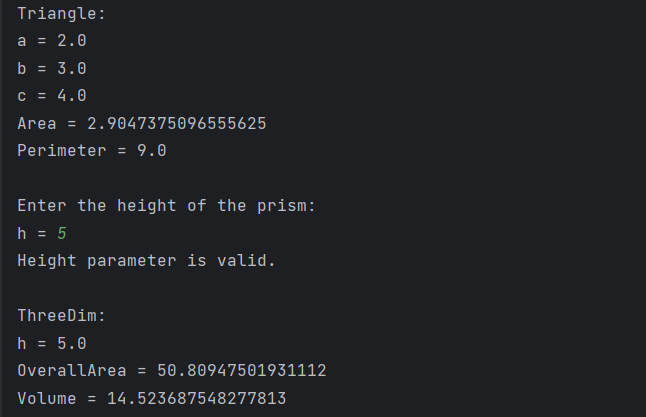 Triangle:
a = 2.0
b = 3.0
c = 4.0
Area = 2.9047375096555625
Perimeter = 9.0
Enter the height of the prism:
h = 5
Height parameter is valid.
ThreeDim:
h = 5.0
OverallArea = 50.80947501931112
Volume = 14.523687548277813